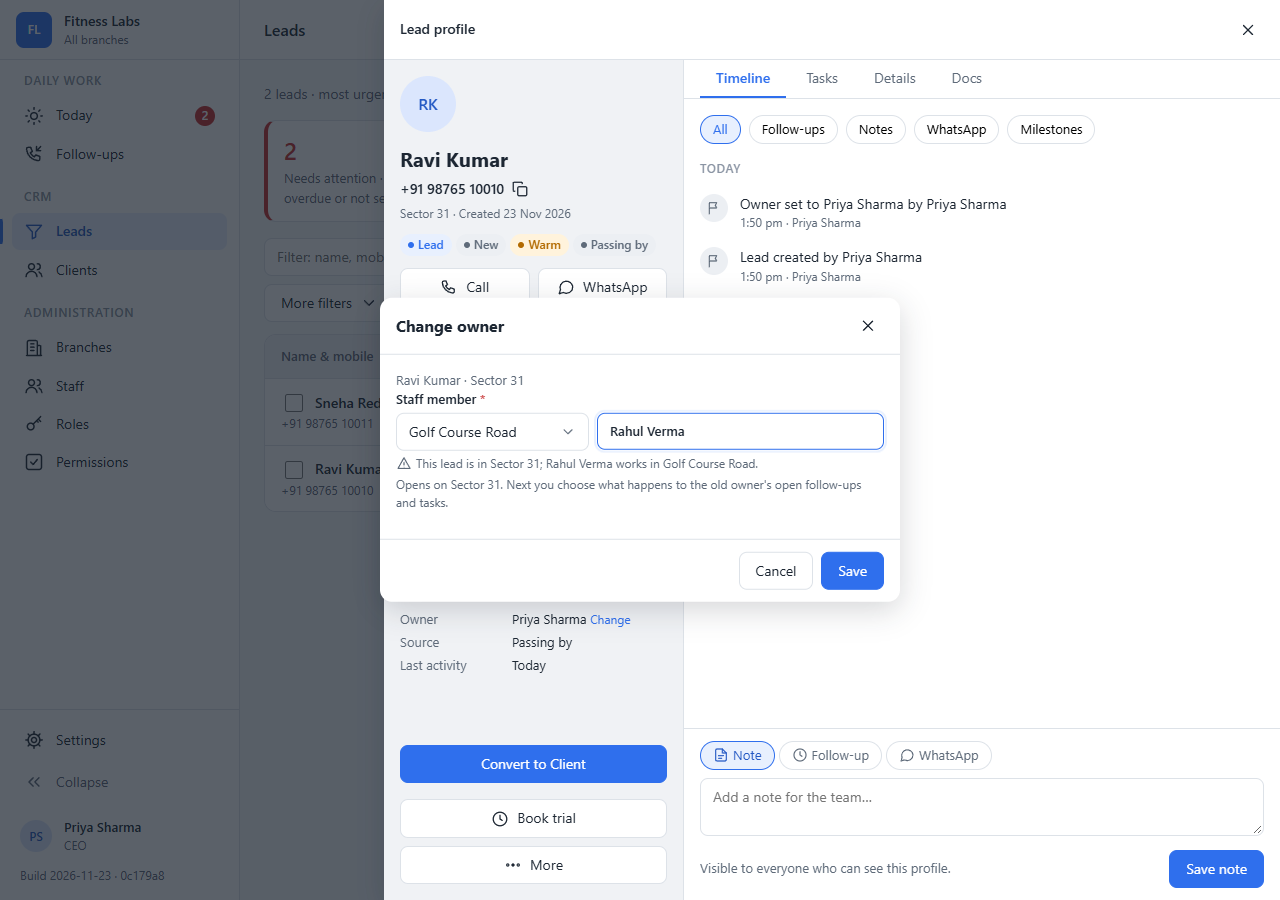 FL
Fitness Labs
All branches
DAILY WORK
Today
2
Follow-ups
CRM
Leads
Clients
ADMINISTRATION
Branches
Staff
Roles
Permissions
Settings
Collapse
PS
Priya Sharma
CEO
Build 2026-11-23 · 0c179a8
Leads
2 leads · most urge
2
Needs attention ·
overdue or not se
Filter: name, mob
More filters
Name & mobile
Sneha Red
+91 98765 10011
Ravi Kuma
+91 98765 10010
Lead profile
RK
Ravi Kumar
+91 98765 10010
Sector 31 · Created 23 Nov 2026
Lead
New
Warm
Passing by
Call
WhatsApp
Change owner
Ravi Kumar · Sector 31
Staff member *
Golf Course Road
Rahul Verma
This lead is in Sector 31; Rahul Verma works in Golf Course Road.
Opens on Sector 31. Next you choose what happens to the old owner's open follow-ups
and tasks.
Cancel
Save
Owner
Priya Sharma Change
Source
Passing by
Last activity
Today
Convert to Client
Book trial
More
Timeline
Tasks
Details
Docs
All
Follow-ups
Notes
WhatsApp
Milestones
TODAY
Owner set to Priya Sharma by Priya Sharma
1:50 pm · Priya Sharma
Lead created by Priya Sharma
1:50 pm · Priya Sharma
Note
Follow-up
WhatsApp
Add a note for the team...
Visible to everyone who can see this profile.
Save note